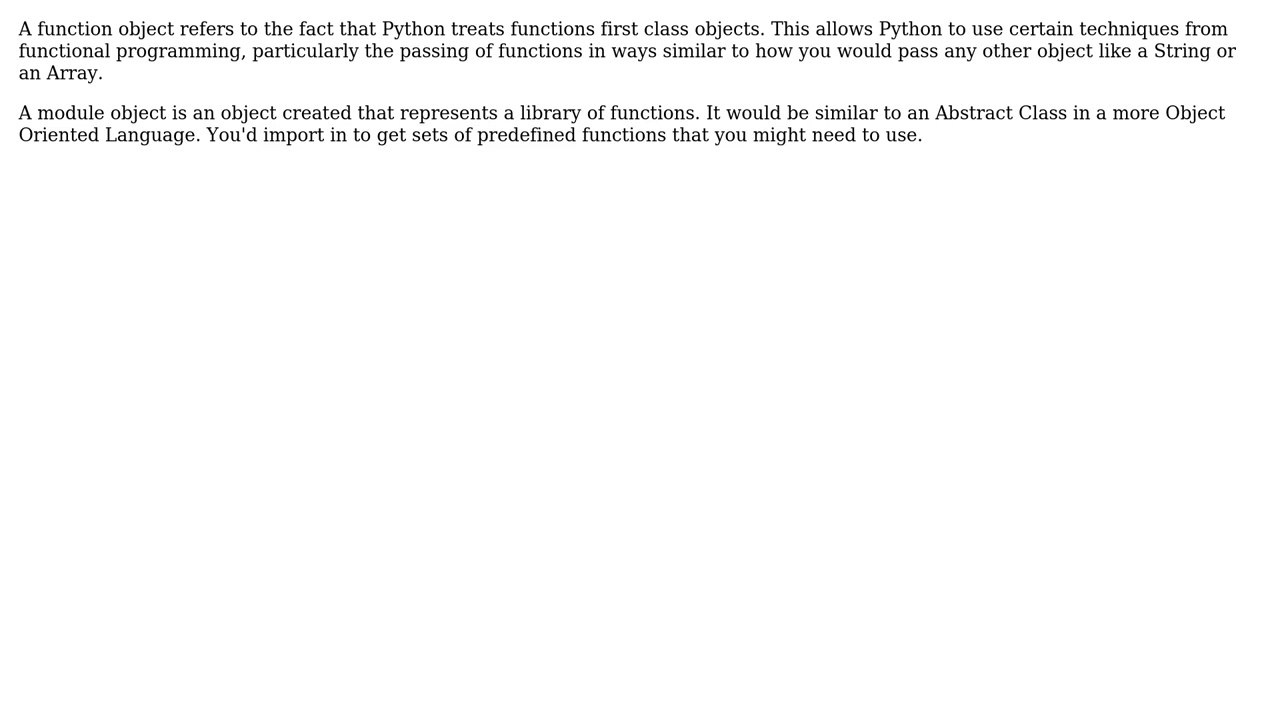 A function object refers to the fact that Python treats functions first class objects. This allows Python to use certain techniques from
functional programming, particularly the passing of functions in ways similar to how you would pass any other object like a String or
an Array.
A module object is an object created that represents a library of functions. It would be similar to an Abstract Class in a more Object
Oriented Language. You'd import in to get sets of predefined functions that you might need to use.